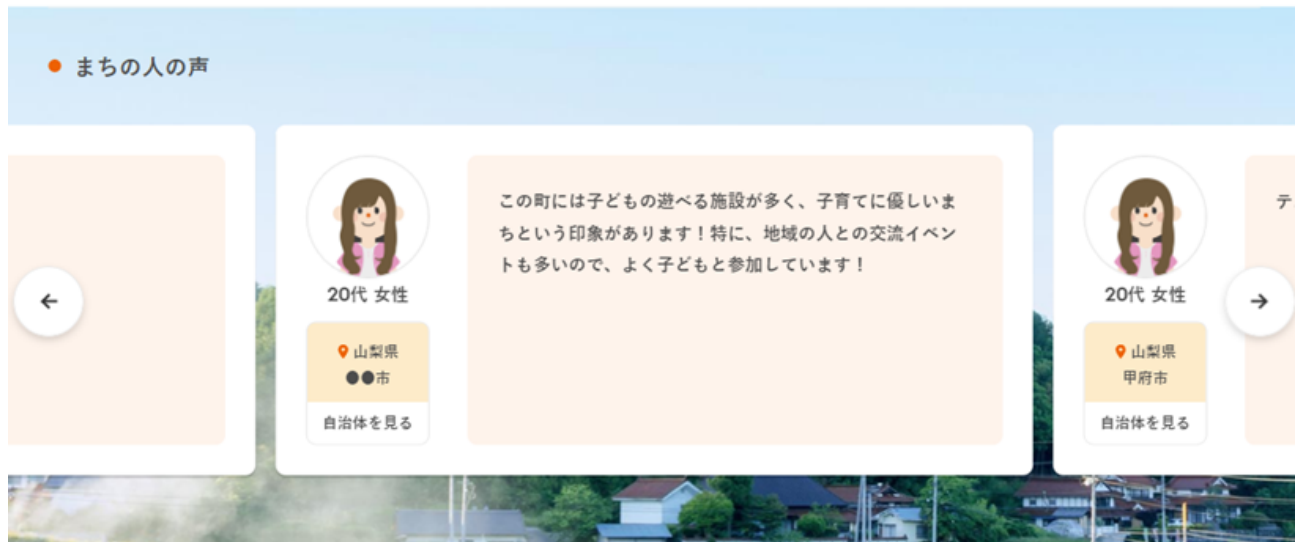 まちの人の声
この町には子どもの遊べる施設が多く、子育てに優しいま
ちという印象があります！特に、地域の人との交流イベン
トも多いので、よく子どもと参加しています！
20代 女性
山梨県
●●市
自治体を見る
テ
20代 女性
山梨県
甲府市
自治体を見る